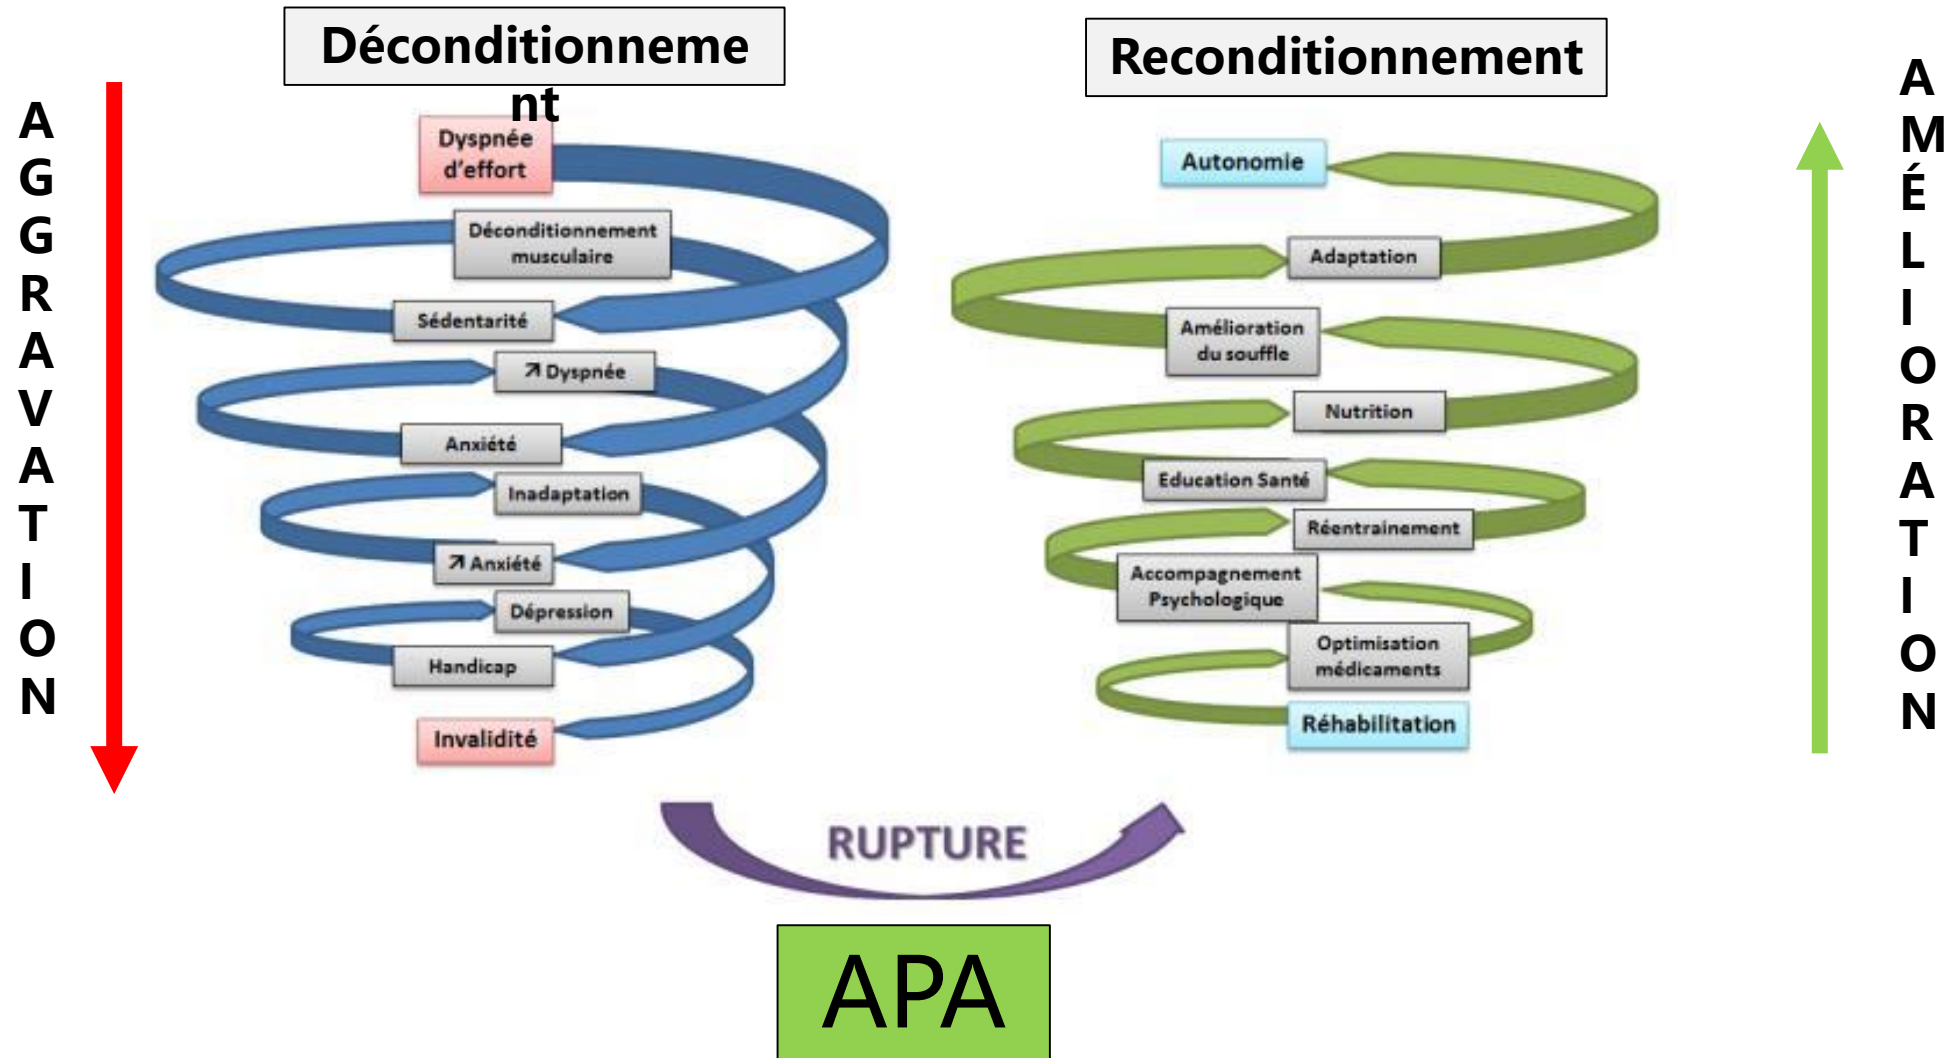 Déconditionneme
nt
Reconditionnement
A
G
G
R
A
V
A
T
I
O
N
Dyspnée
d'effort
Déconditionnement
musculaire
Sédentarité
↗ Dyspnée
Anxiété
Inadaptation
↗ Anxiété
Dépression
Handicap
Invalidité
Autonomie
Adaptation
Amélioration
du souffle
Nutrition
Education Santé
Réentrainement
Accompagnement
Psychologique
Optimisation
médicaments
Réhabilitation
A
M
É
L
I
O
R
A
T
I
O
N
RUPTURE
APA